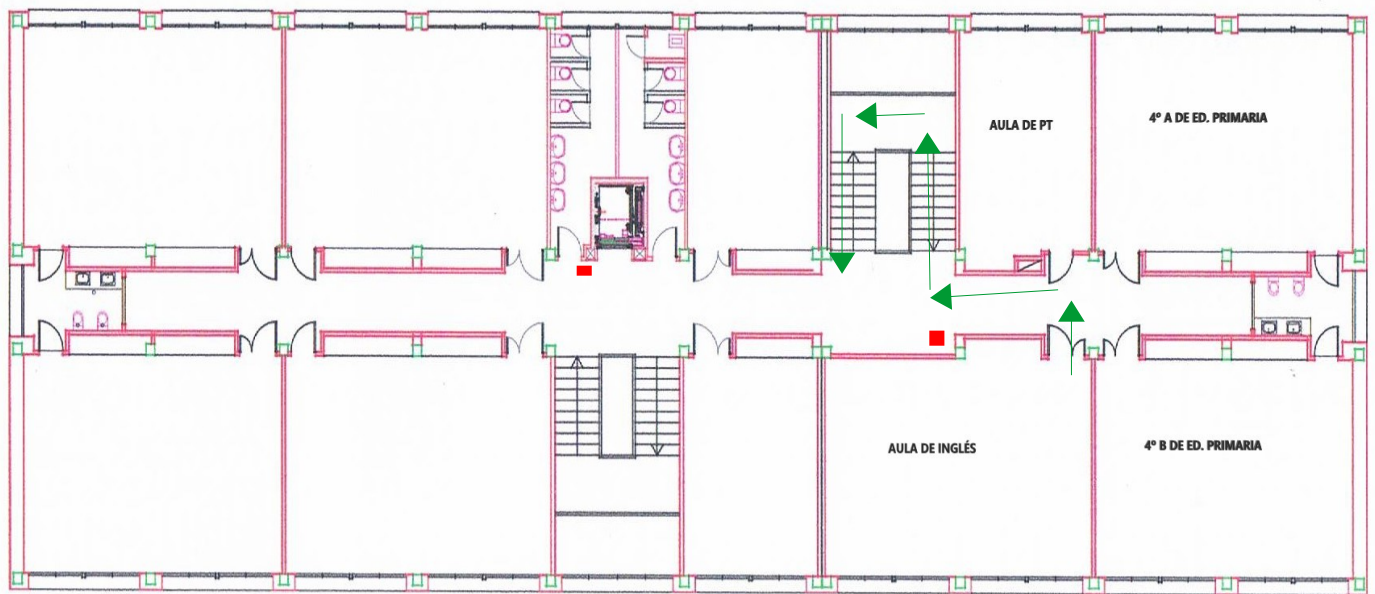 AULA DE PT
4º A DE ED. PRIMARIA
AULA DE INGLÉS
4º B DE ED. PRIMARIA